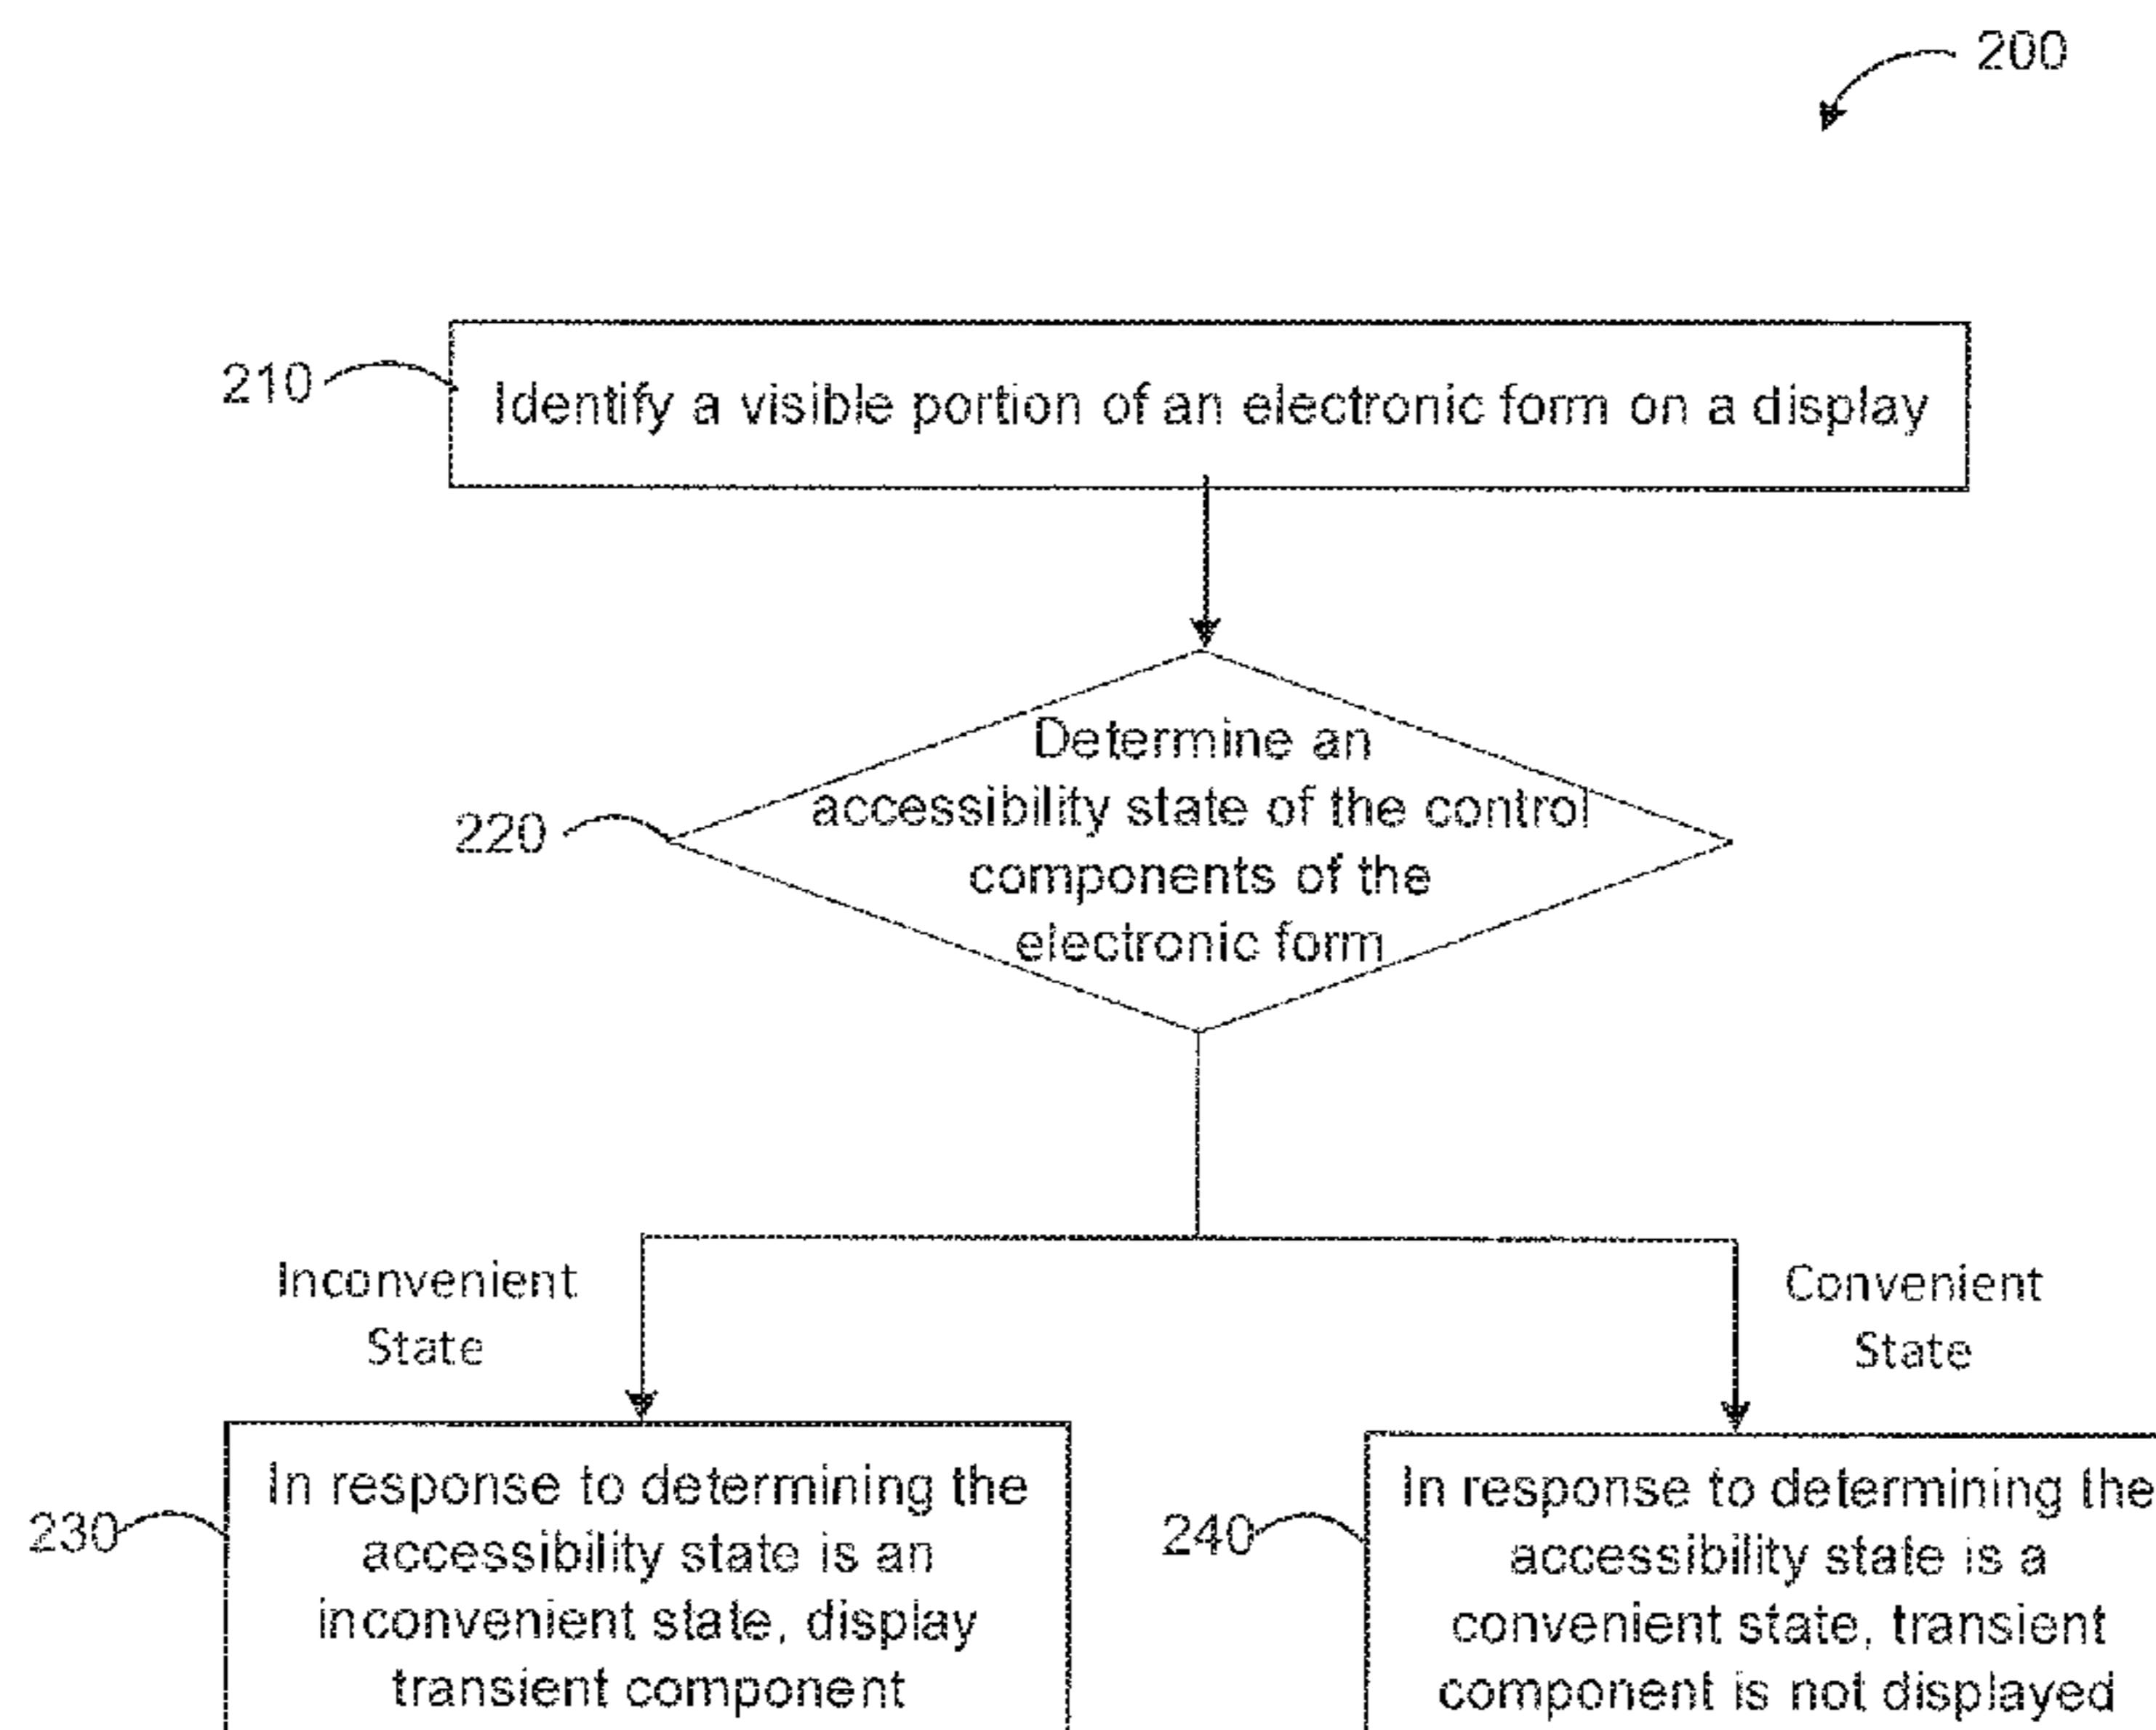 200
210
Identify a visible portion of an electronic form on a display
220
Determine an
accessibility state of the control
components of the
electronic form
Inconvenient
State
Convenient
State
230
In response to determining the
accessibility state is an
inconvenient state, display
transient component
240
In response to determining the
accessibility state is a
convenient state, transient
component is not displayed